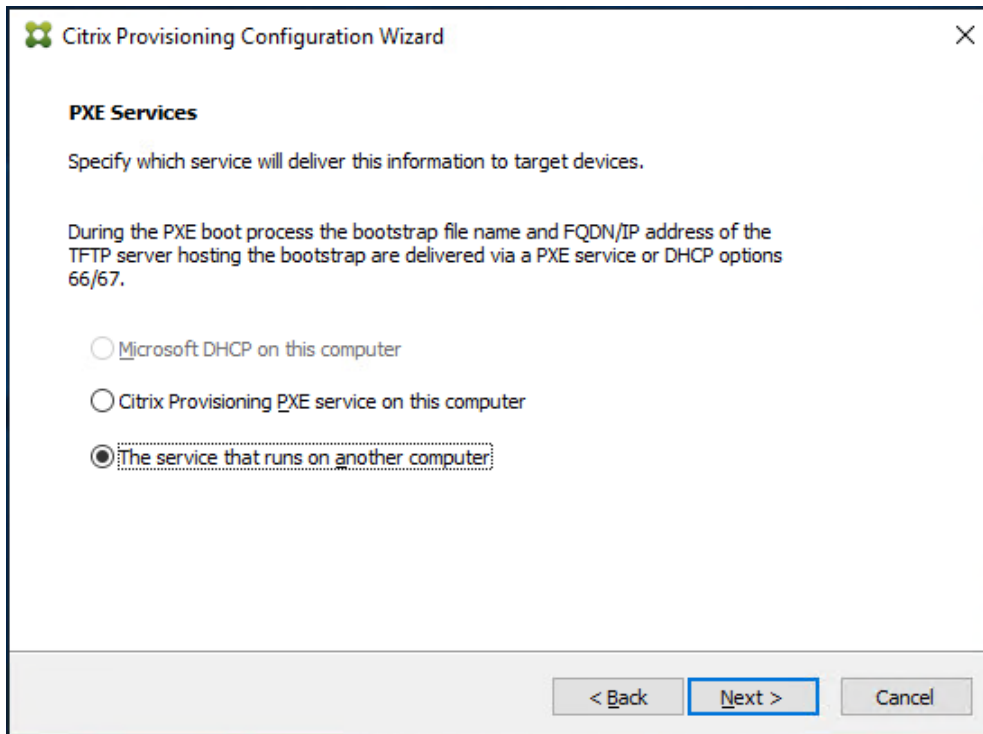 Citrix Provisioning Configuration Wizard
PXE Services
Specify which service will deliver this information to target devices.
During the PXE boot process the bootstrap file name and FQDN/IP address of the
TFTP server hosting the bootstrap are delivered via a PXE service or DHCP options
66/67.
Microsoft DHCP on this computer
Citrix Provisioning PXE service on this computer
The service that runs on another computer
< Back Next > Cancel